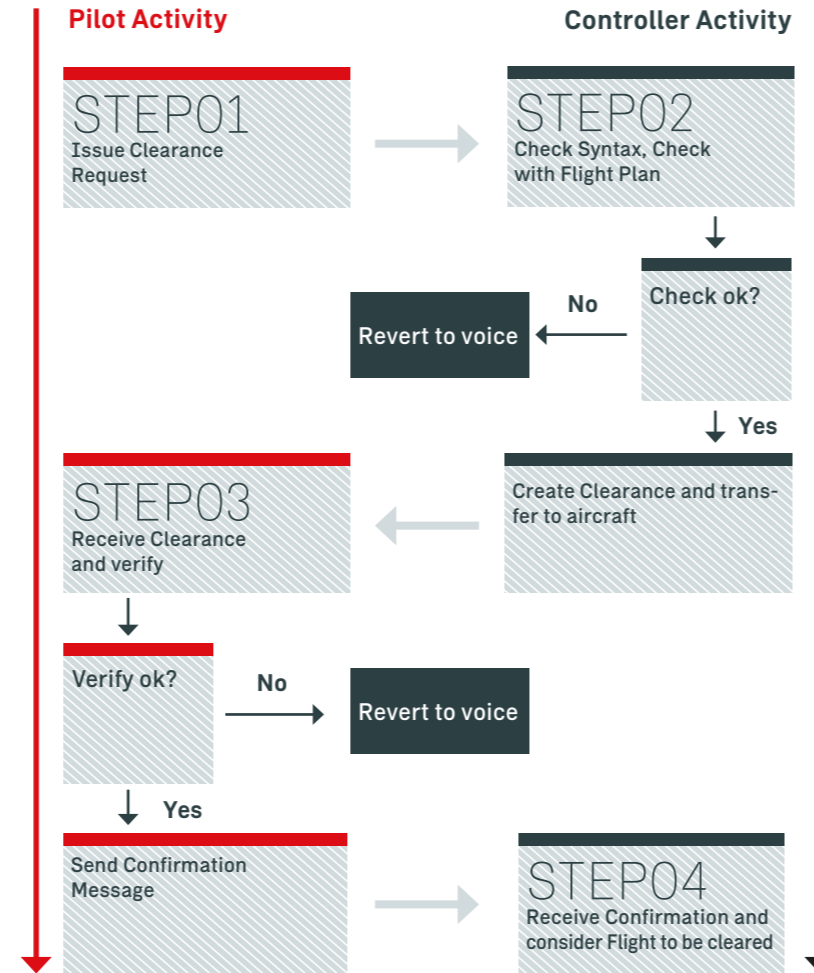 Pilot Activity
Controller Activity
STEP01
Issue Clearance
Request
STEP02
Check Syntax, Check
with Flight Plan
Check ok?
No
Revert to voice
Yes
Create Clearance and trans-
fer to aircraft
STEP03
Receive Clearance
and verify
Verify ok?
No
Revert to voice
Yes
Send Confirmation
Message
STEP04
Receive Confirmation and
consider Flight to be cleared